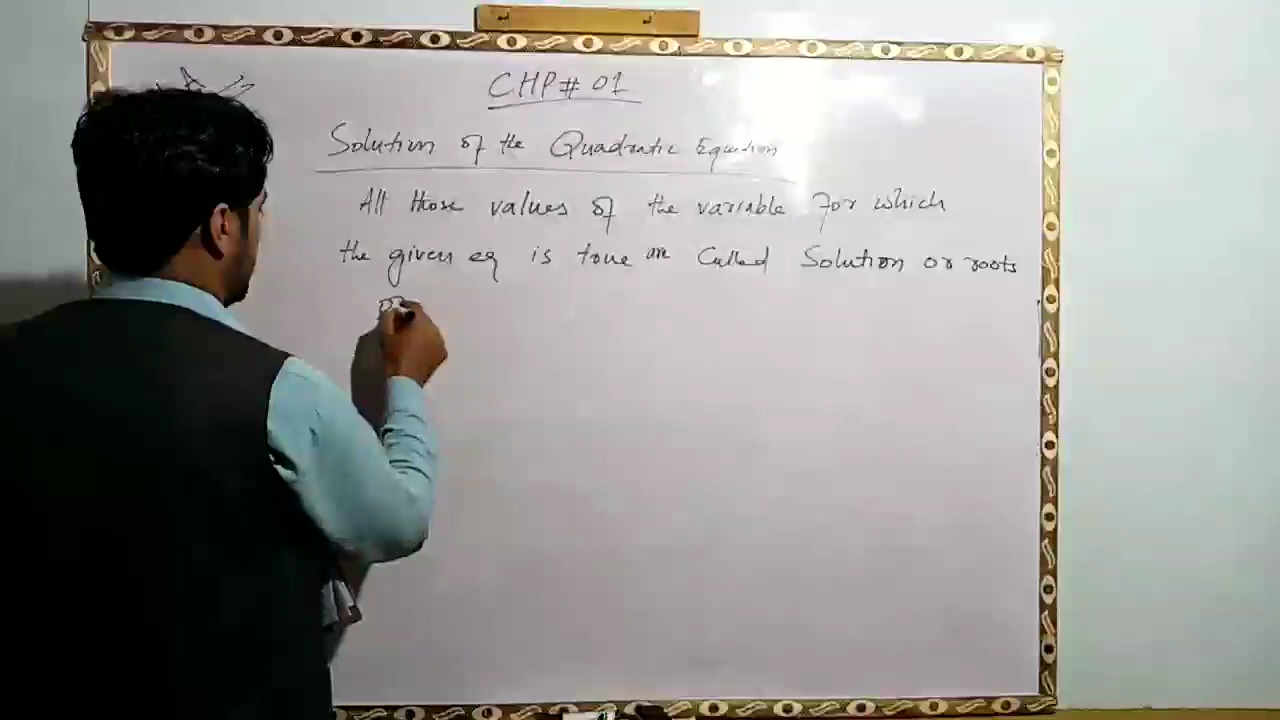 CHP# 01
Solution of the Quadratic Equation
All those values of the variable for which
the given eq is true are Called Solution or roots